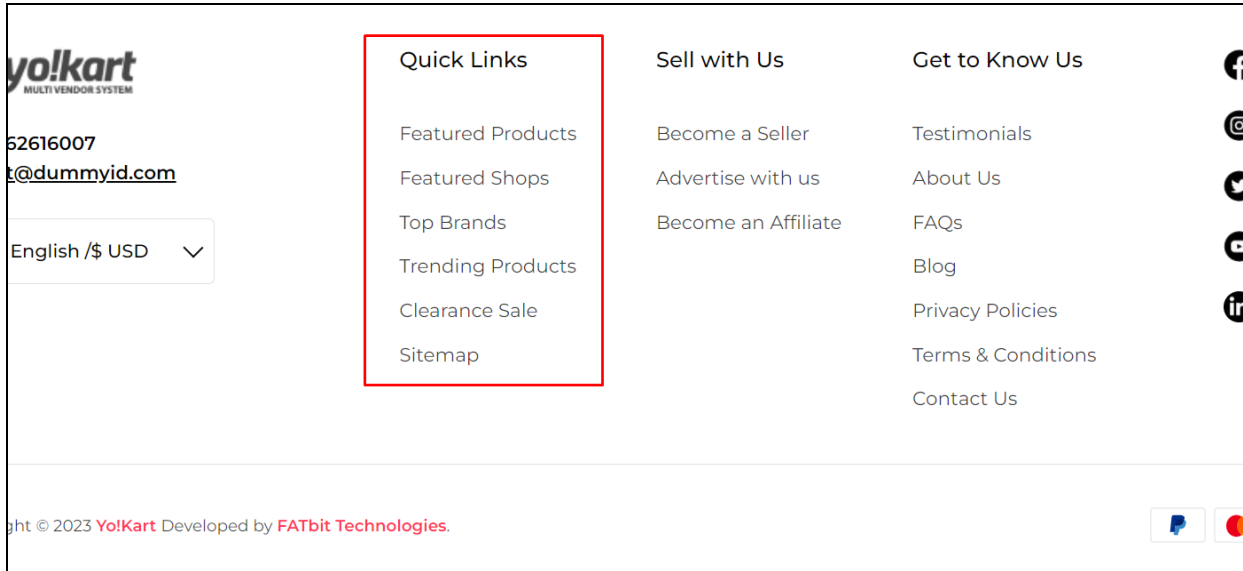 yo!kart
MULTI VENDOR SYSTEM
62616007
t@dummyid.com
English /$ USD
Quick Links
Featured Products
Featured Shops
Top Brands
Trending Products
Clearance Sale
Sitemap
Sell with Us
Become a Seller
Advertise with us
Become an Affiliate
Get to Know Us
Testimonials
About Us
FAQs
Blog
Privacy Policies
Terms & Conditions
Contact Us
ght © 2023 Yo!Kart Developed by FATbit Technologies.